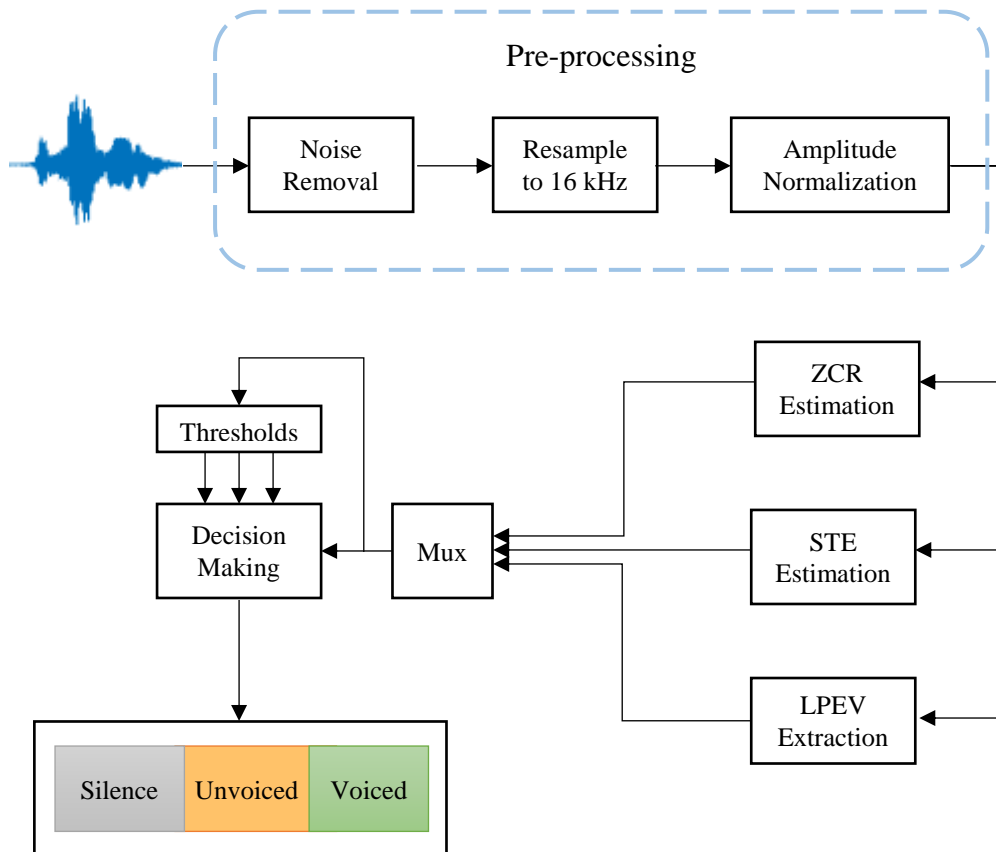 Pre-processing
Noise
Removal
Resample
to 16 kHz
Amplitude
Normalization
ZCR
Estimation
Thresholds
Decision
Making
Mux
STE
Estimation
LPEV
Extraction
Silence
Unvoiced
Voiced